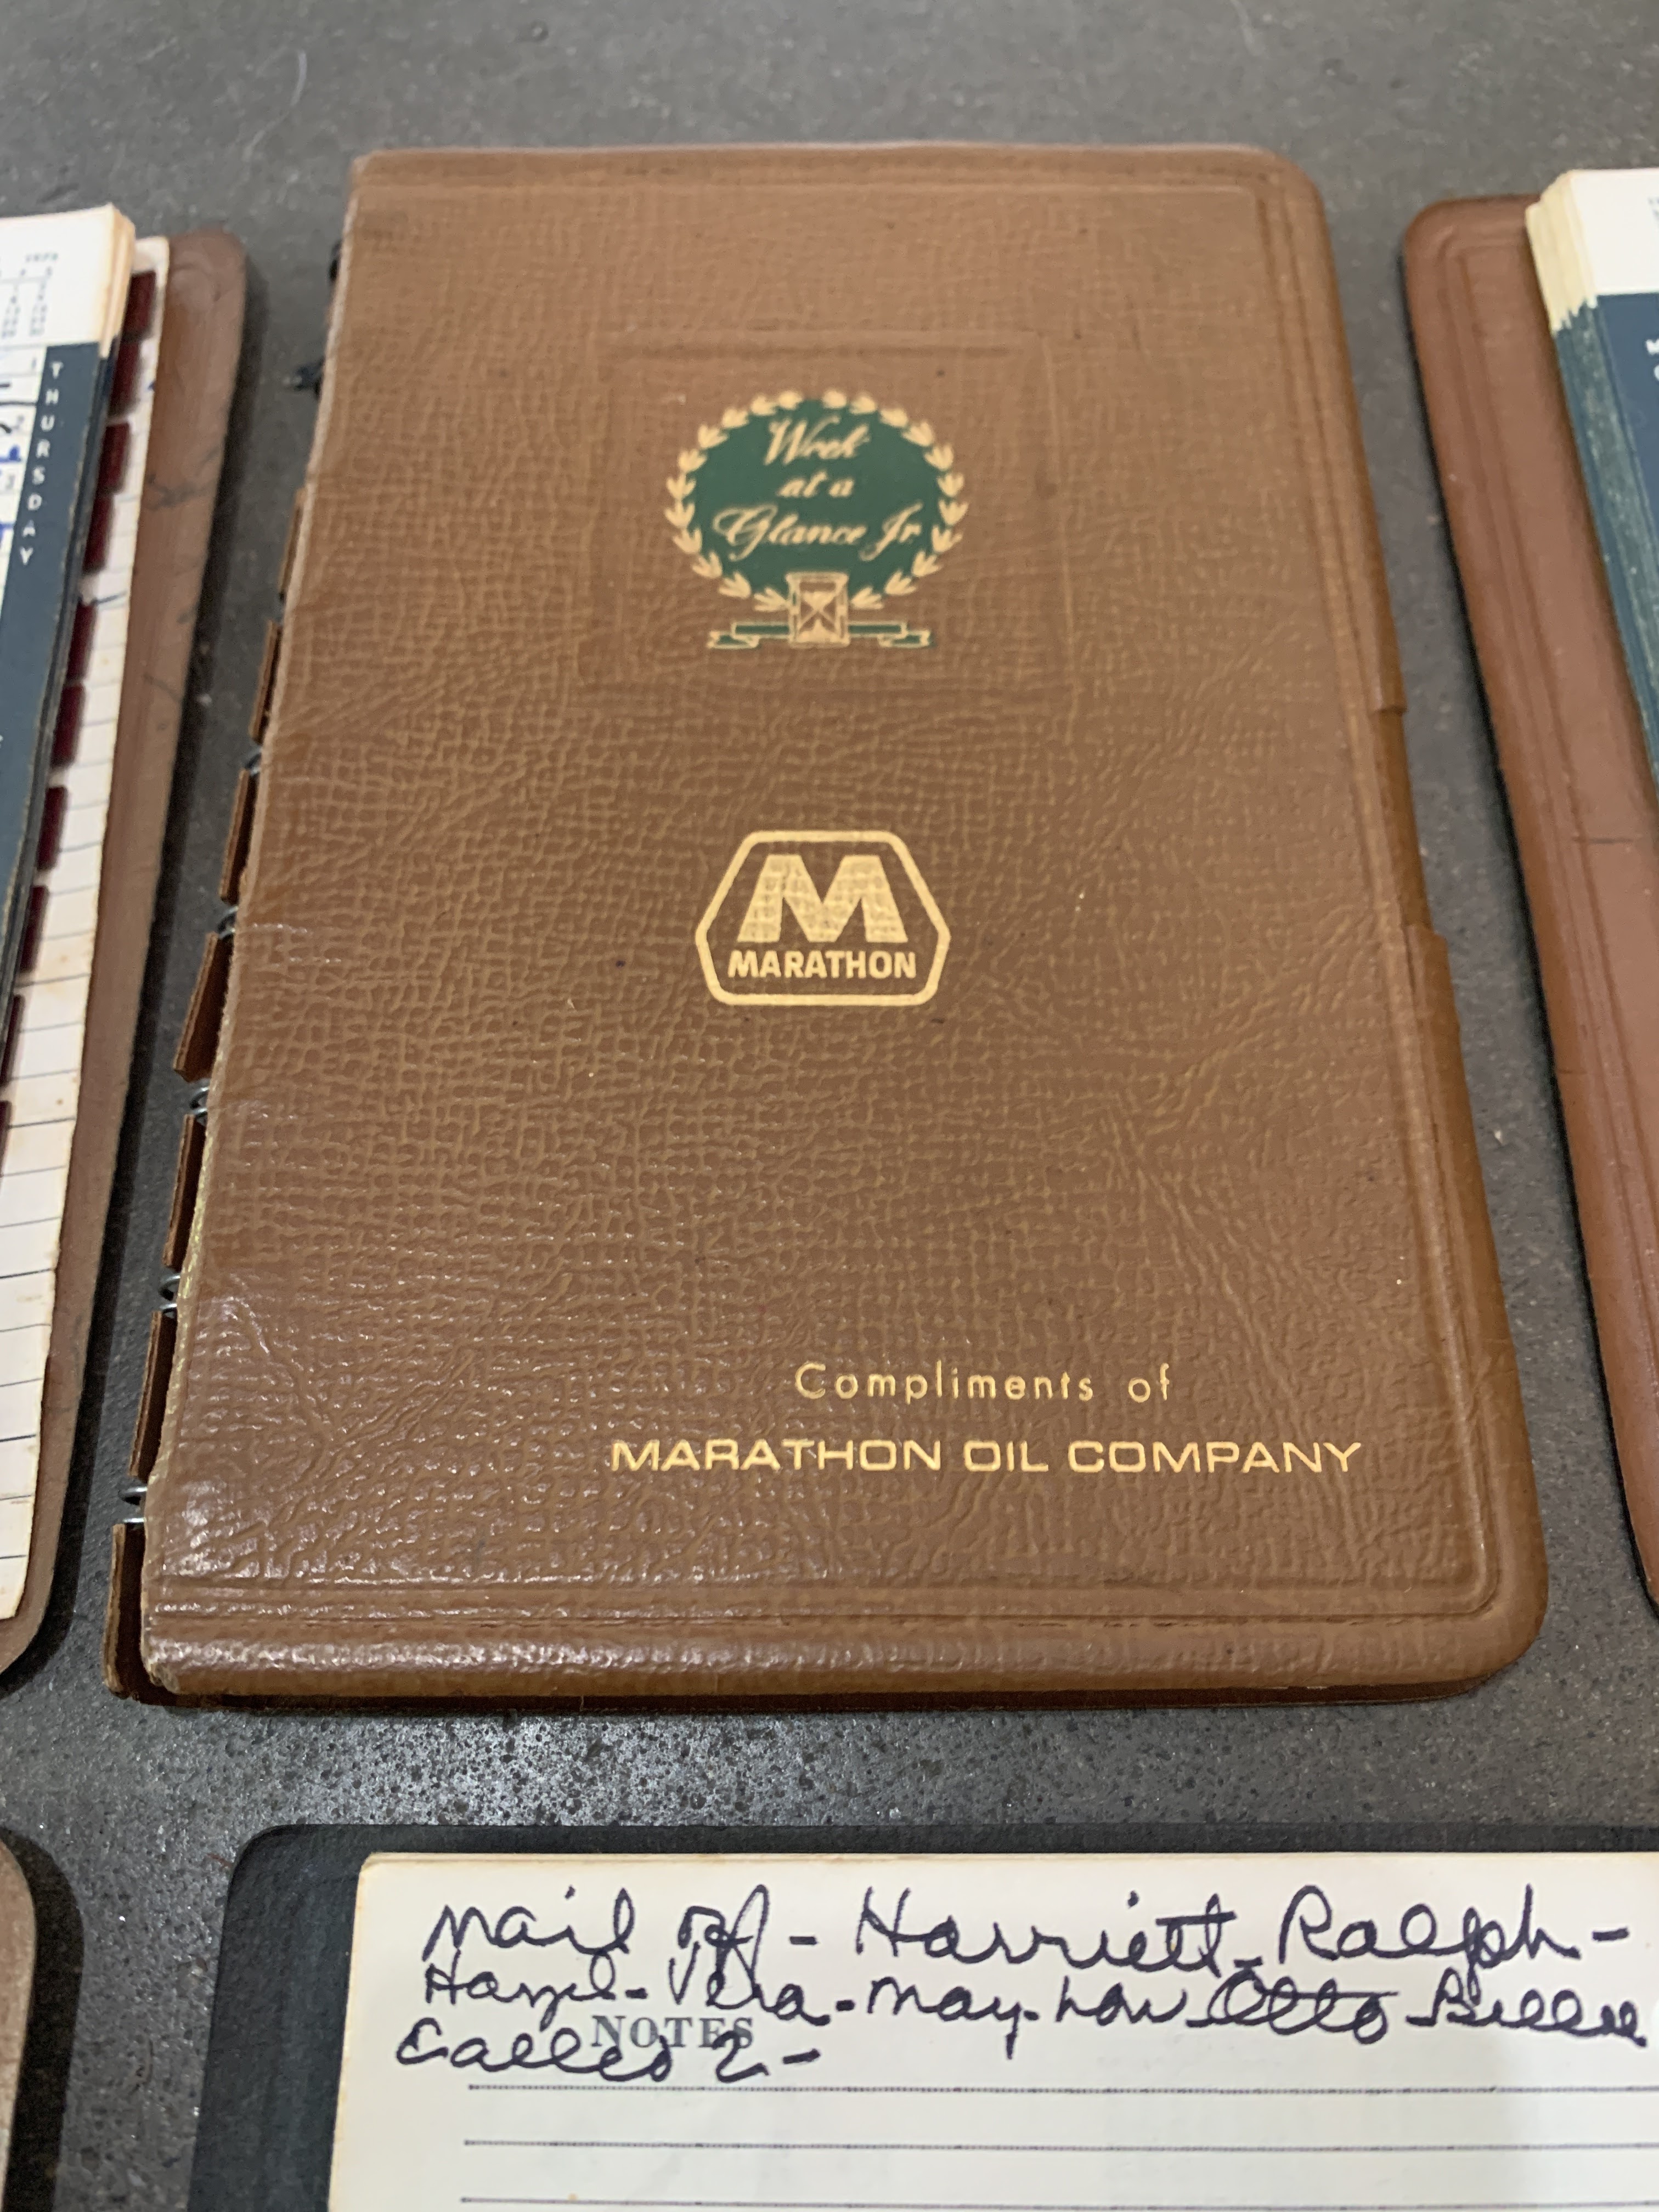 Week
at a
Glance Jr
M
MARATHON
Compliments of
MARATHON OIL COMPANY
THURSDAY
mail - Harriett - Ralph -
Hazel - Vera - may - Lou Otto Billie
NOTES
Called 2 -